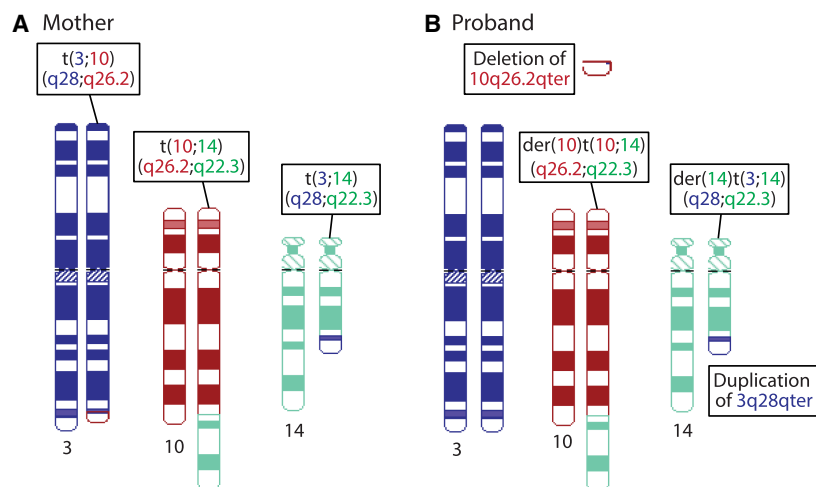 A Mother
t(3;10)
(q28;q26.2)
t(10;14)
(q26.2;q22.3)
t(3;14)
(q28;q22.3)
3
10
14
B Proband
Deletion of
10q26.2qter
der(10)t(10;14)
(q26.2;q22.3)
der(14)t(3;14)
(q28;q22.3)
Duplication
of 3q28qter
3
10
14